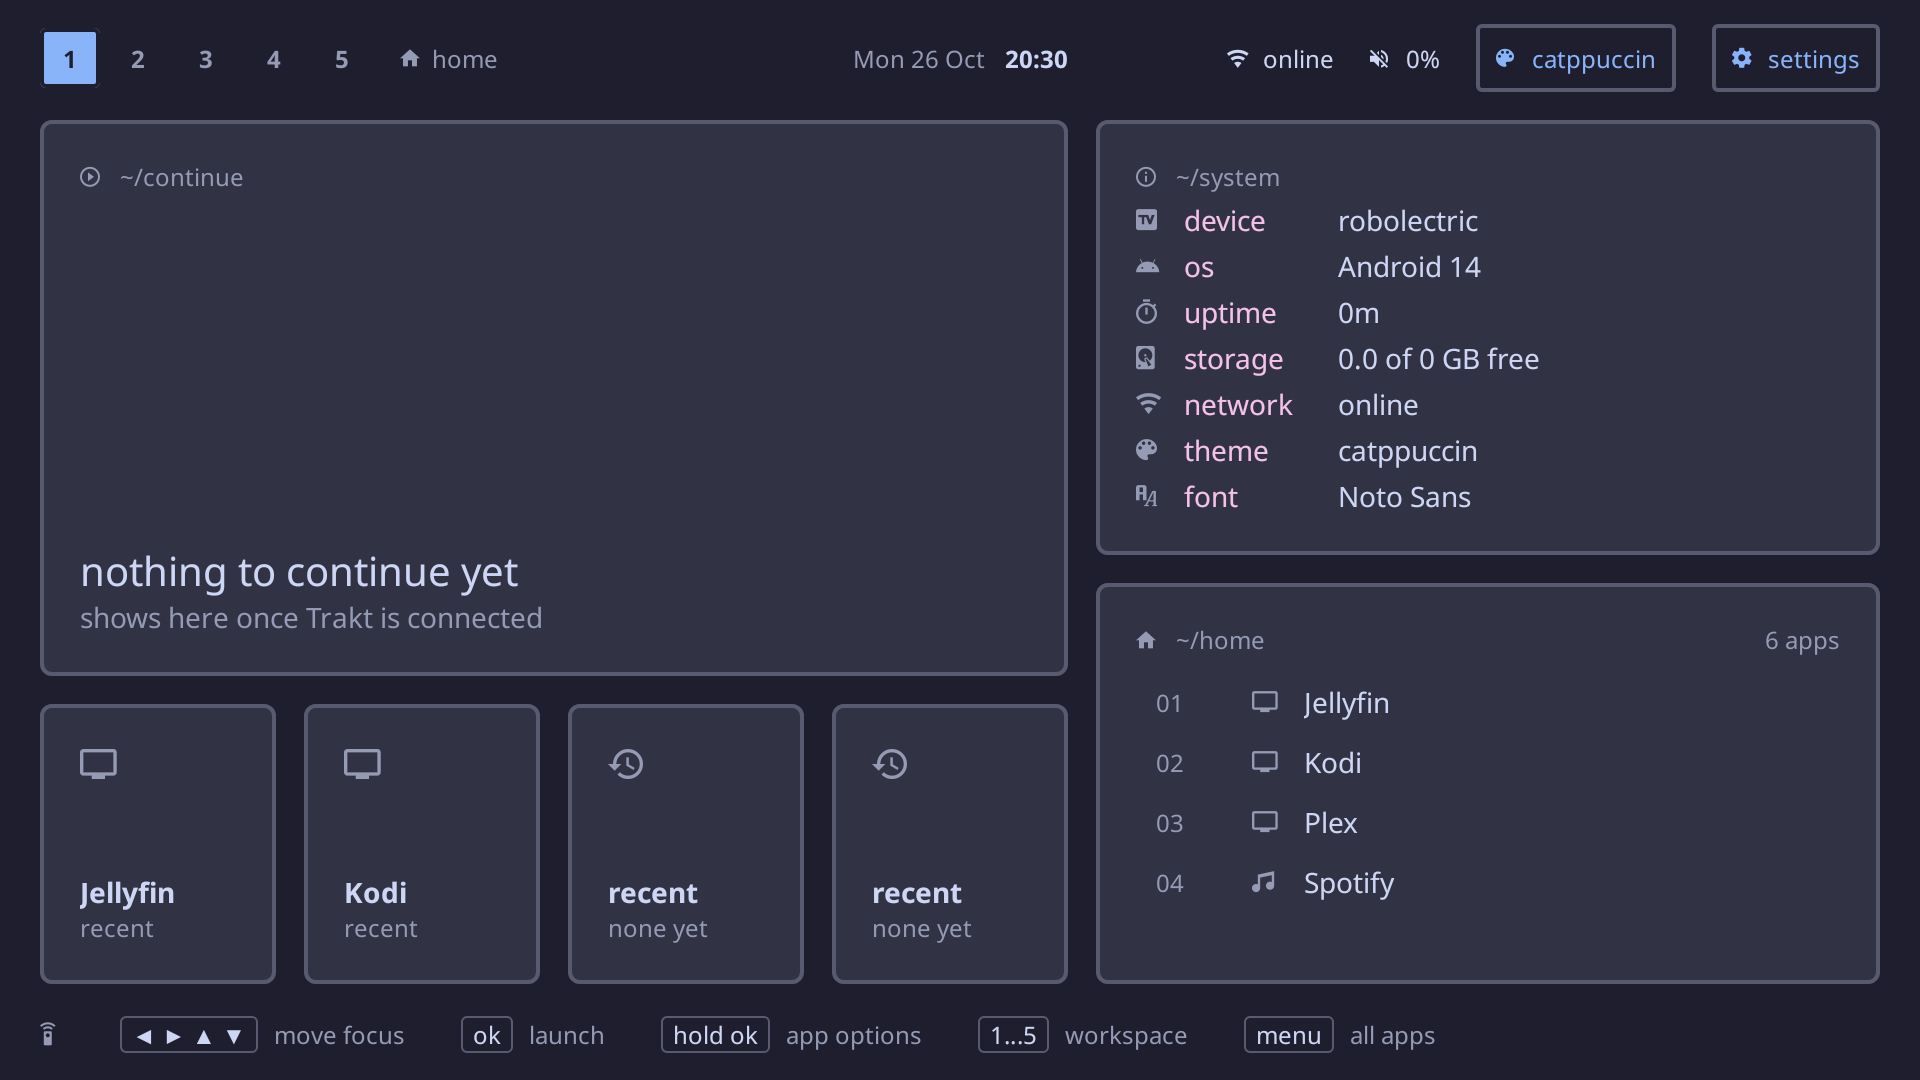 1 2 3 4 5 home Mon 26 Oct 20:30 online 0% catppuccin settings
~/continue
nothing to continue yet
shows here once Trakt is connected
~/system
device robolectric
os Android 14
uptime 0m
storage 0.0 of 0 GB free
network online
theme catppuccin
font Noto Sans
Jellyfin
recent
Kodi
recent
recent
none yet
recent
none yet
~/home 6 apps
01 Jellyfin
02 Kodi
03 Plex
04 Spotify
◀ ▶ ▲ ▼ move focus ok launch hold ok app options 1...5 workspace menu all apps